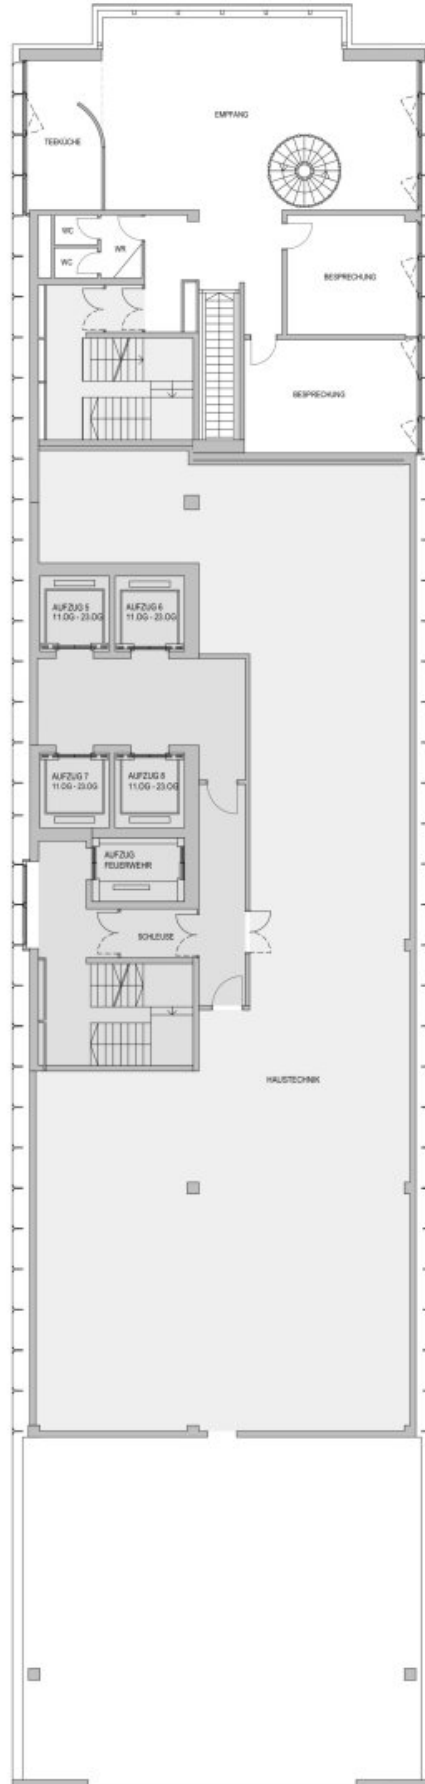 EMPFANG
TEEKÜCHE
WC
WR
WC
BESPRECHUNG
BESPRECHUNG
AUFZUG 5
11.OG - 23.OG
AUFZUG 6
11.OG - 23.OG
AUFZUG 7
11.OG - 23.OG
AUFZUG 8
11.OG - 23.OG
AUFZUG
FEUERWEHR
SCHLEUSE
HAUSTECHNIK